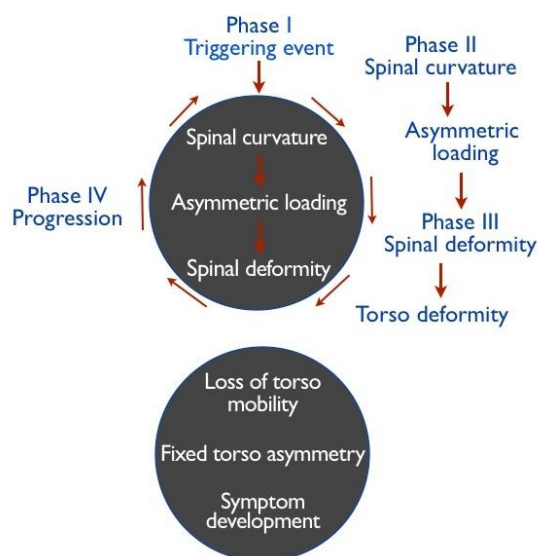 Phase I
Triggering event
Phase II
Spinal curvature
Asymmetric
loading
Phase III
Spinal deformity
Torso deformity
Phase IV
Progression
Spinal curvature
Asymmetric loading
Spinal deformity
Loss of torso
mobility
Fixed torso asymmetry
Symptom
development